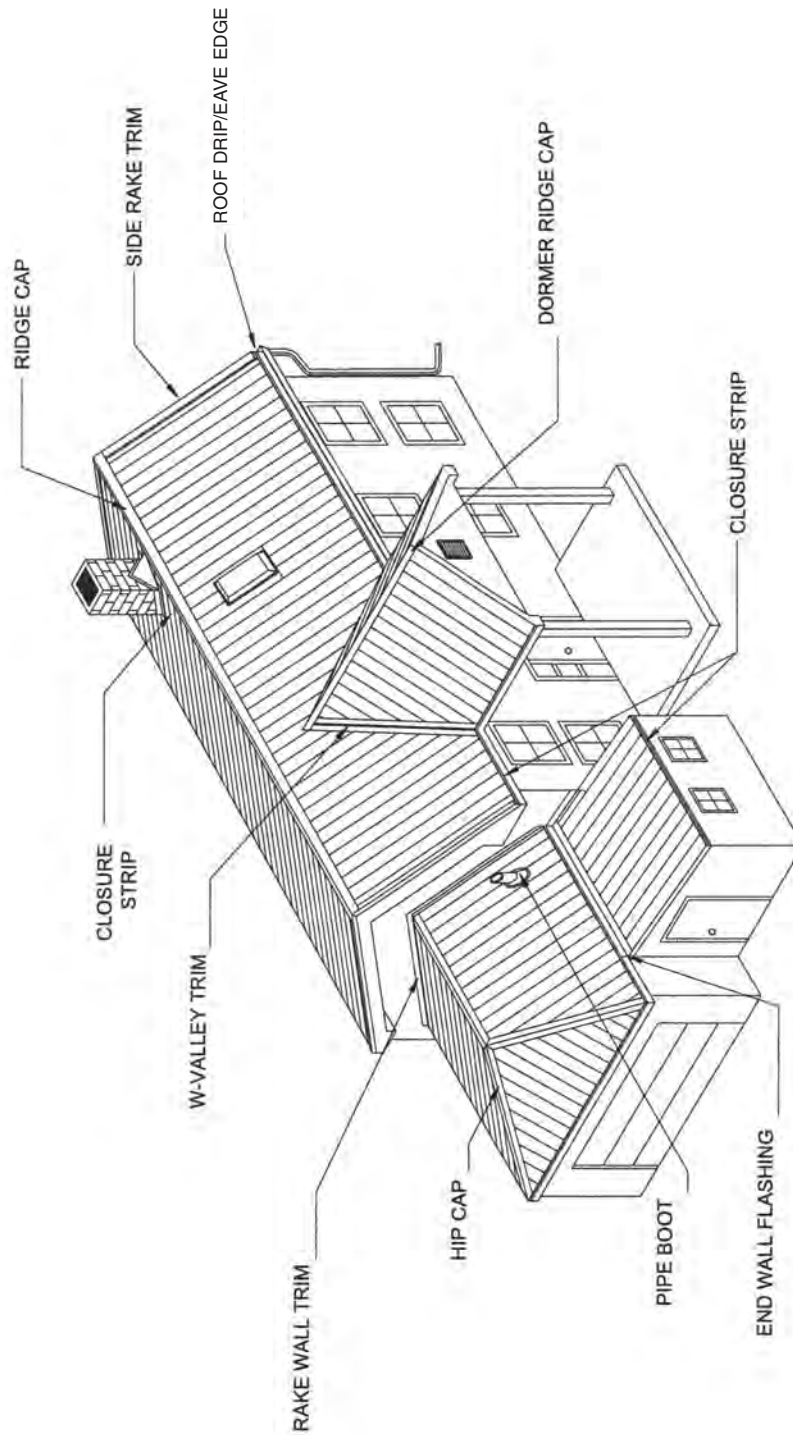 RIDGE CAP
SIDE RAKE TRIM
ROOF DRIP/EAVE EDGE
CLOSURE
STRIP
W-VALLEY TRIM
DORMER RIDGE CAP
RAKE WALL TRIM
HIP CAP
CLOSURE STRIP
PIPE BOOT
END WALL FLASHING